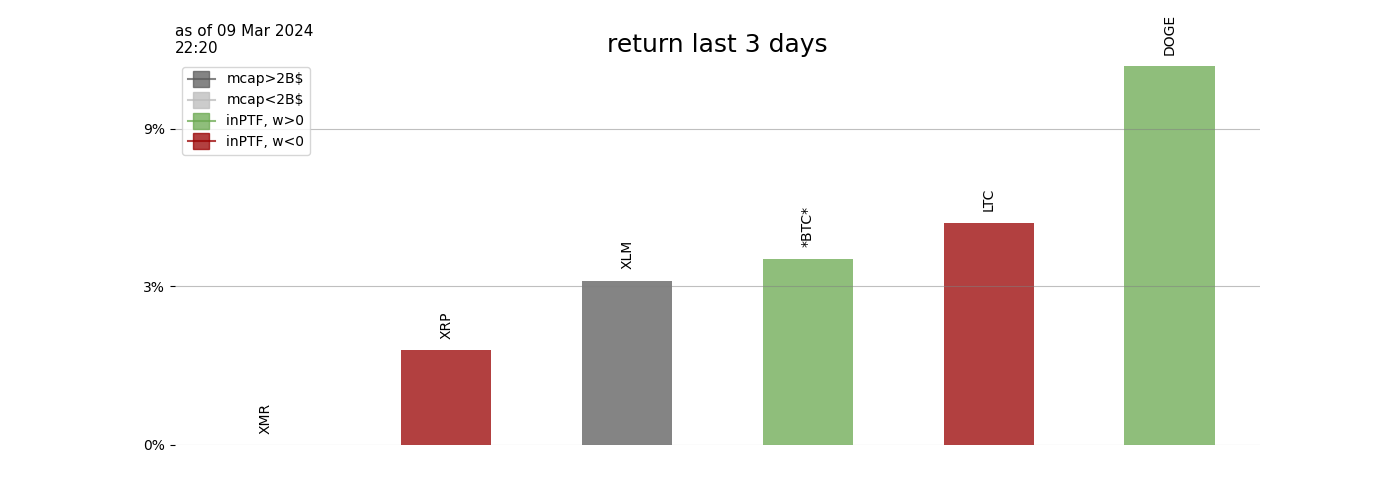 as of 09 Mar 2024
22:20
return last 3 days
mcap>2B$
mcap<2B$
inPTF, w>0
inPTF, w<0
9%
3%
0%
XMR
XRP
XLM
*BTC*
LTC
DOGE